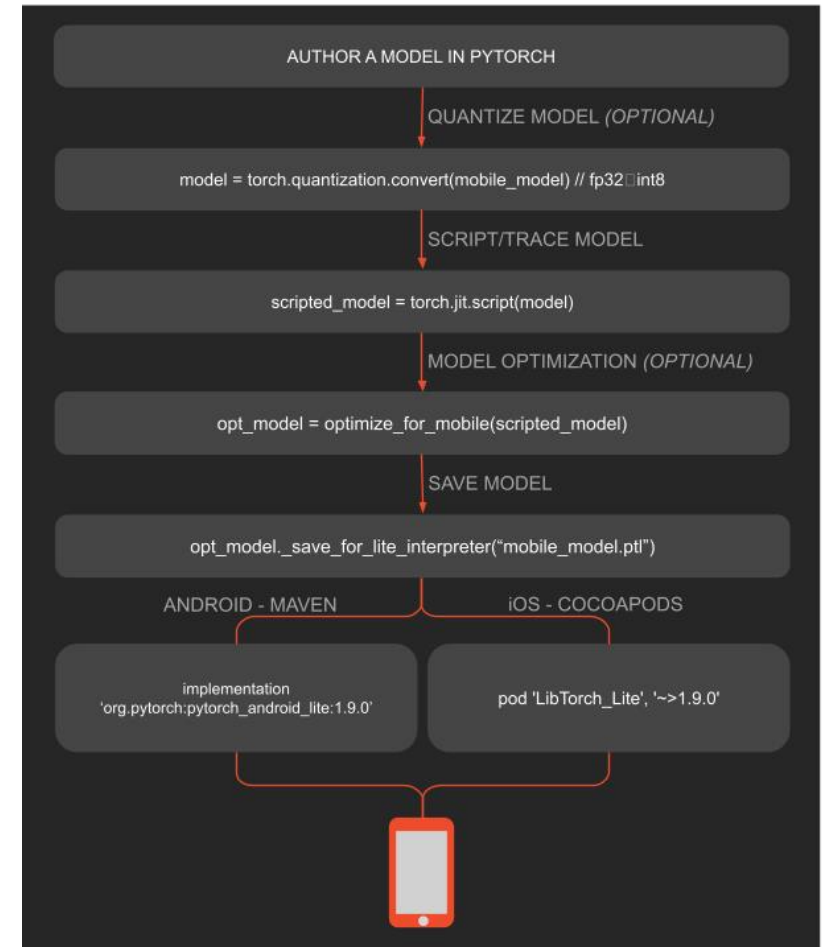 AUTHOR A MODEL IN PYTORCH
QUANTIZE MODEL (OPTIONAL)
model = torch.quantization.convert(mobile_model) // fp32□int8
SCRIPT/TRACE MODEL
scripted_model = torch.jit.script(model)
MODEL OPTIMIZATION (OPTIONAL)
opt_model = optimize_for_mobile(scripted_model)
SAVE MODEL
opt_model._save_for_lite_interpreter(“mobile_model.ptl”)
ANDROID - MAVEN
iOS - COCOAPODS
implementation
‘org.pytorch:pytorch_android_lite:1.9.0’
pod 'LibTorch_Lite', '~>1.9.0'